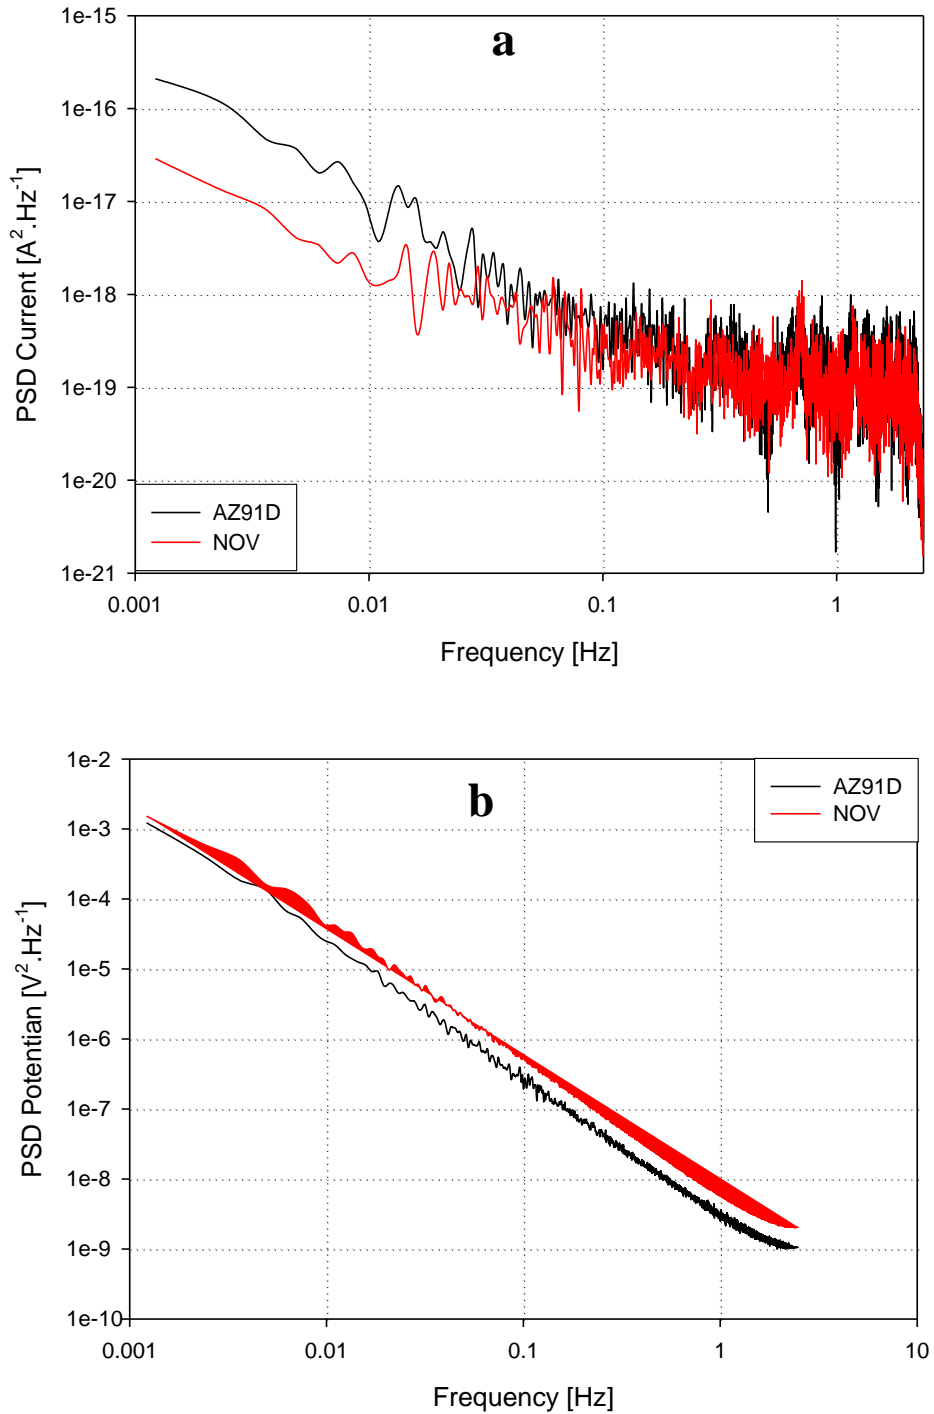 a
1e-15
1e-16
1e-17
1e-18
1e-19
1e-20
1e-21
PSD Current [A².Hz⁻¹]
AZ91D
NOV
0.001 0.01 0.1 1
Frequency [Hz]
b
1e-2
1e-3
1e-4
1e-5
1e-6
1e-7
1e-8
1e-9
1e-10
PSD Potentian [V².Hz⁻¹]
AZ91D
NOV
0.001 0.01 0.1 1 10
Frequency [Hz]